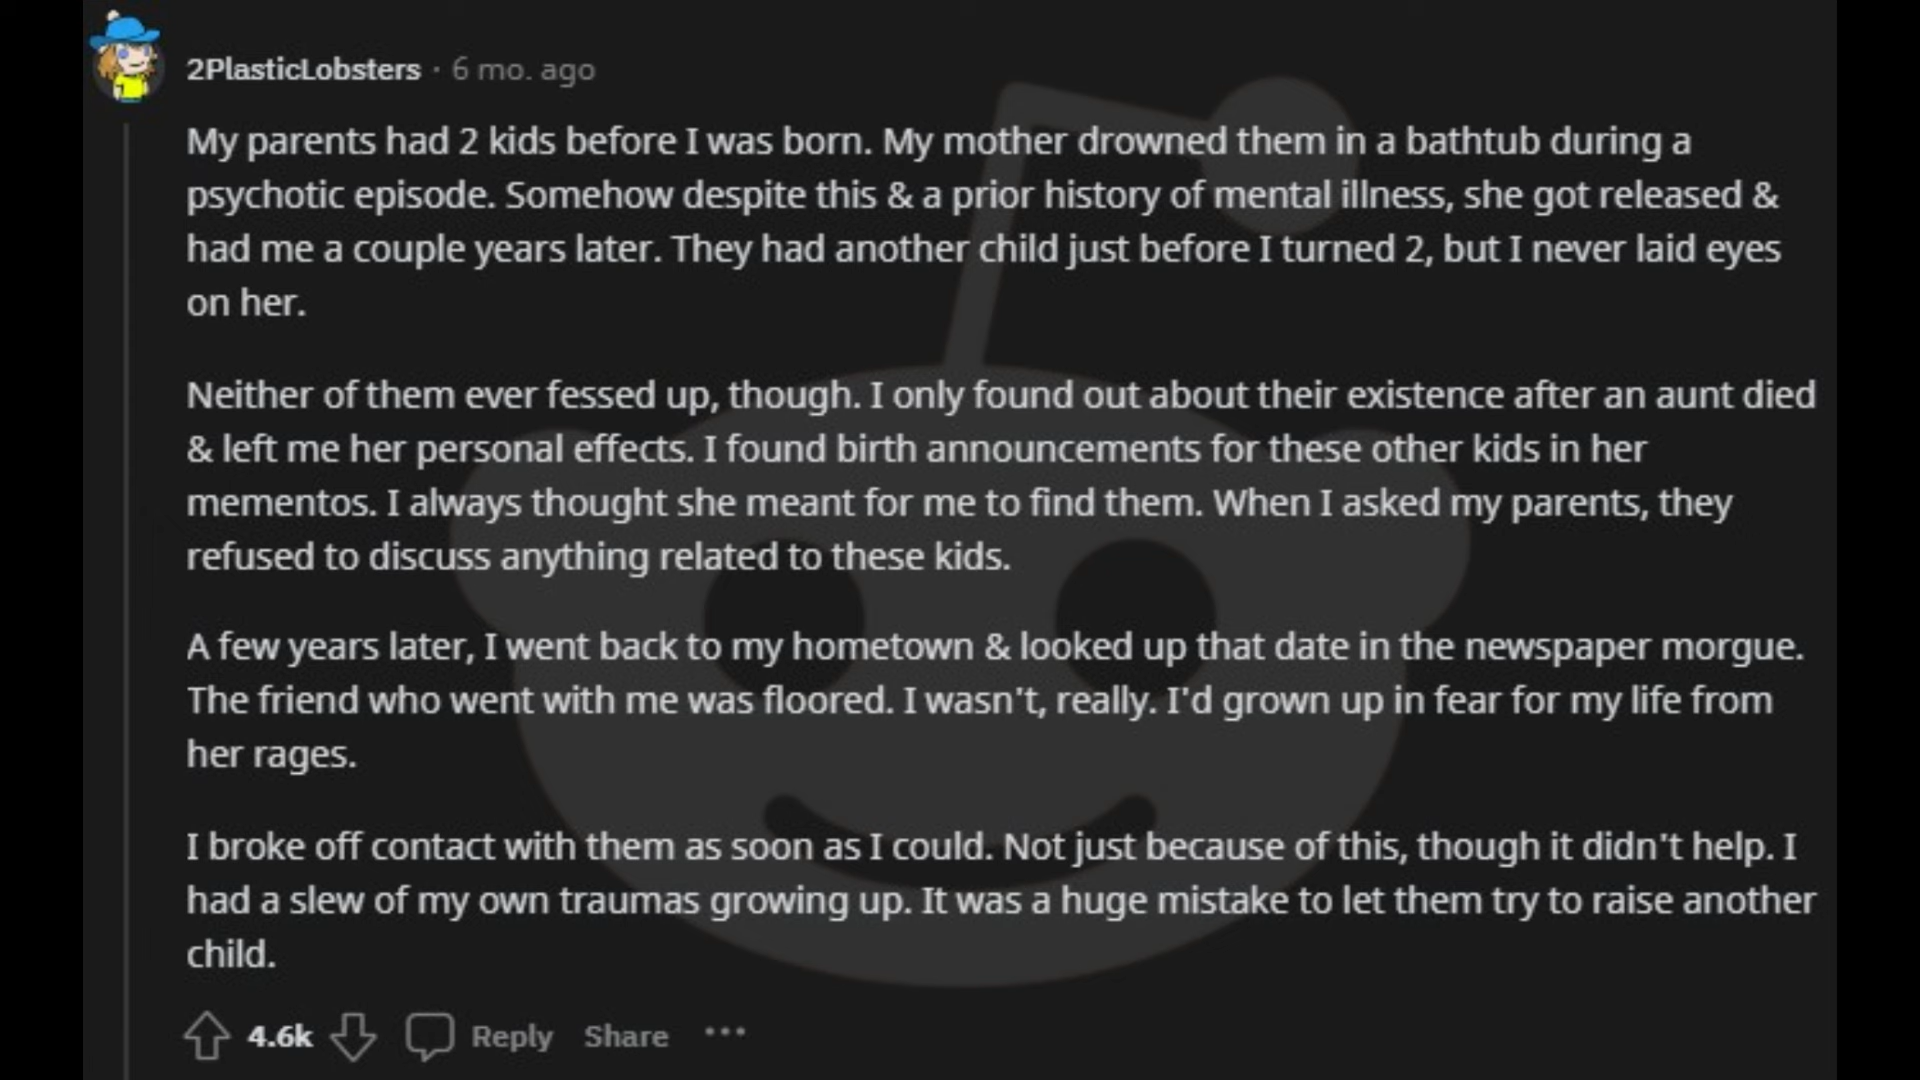 2PlasticLobsters · 6 mo. ago
My parents had 2 kids before I was born. My mother drowned them in a bathtub during a
psychotic episode. Somehow despite this & a prior history of mental illness, she got released &
had me a couple years later. They had another child just before I turned 2, but I never laid eyes
on her.
Neither of them ever fessed up, though. I only found out about their existence after an aunt died
& left me her personal effects. I found birth announcements for these other kids in her
mementos. I always thought she meant for me to find them. When I asked my parents, they
refused to discuss anything related to these kids.
A few years later, I went back to my hometown & looked up that date in the newspaper morgue.
The friend who went with me was floored. I wasn't, really. I'd grown up in fear for my life from
her rages.
I broke off contact with them as soon as I could. Not just because of this, though it didn't help. I
had a slew of my own traumas growing up. It was a huge mistake to let them try to raise another
child.
4.6k Reply Share ···